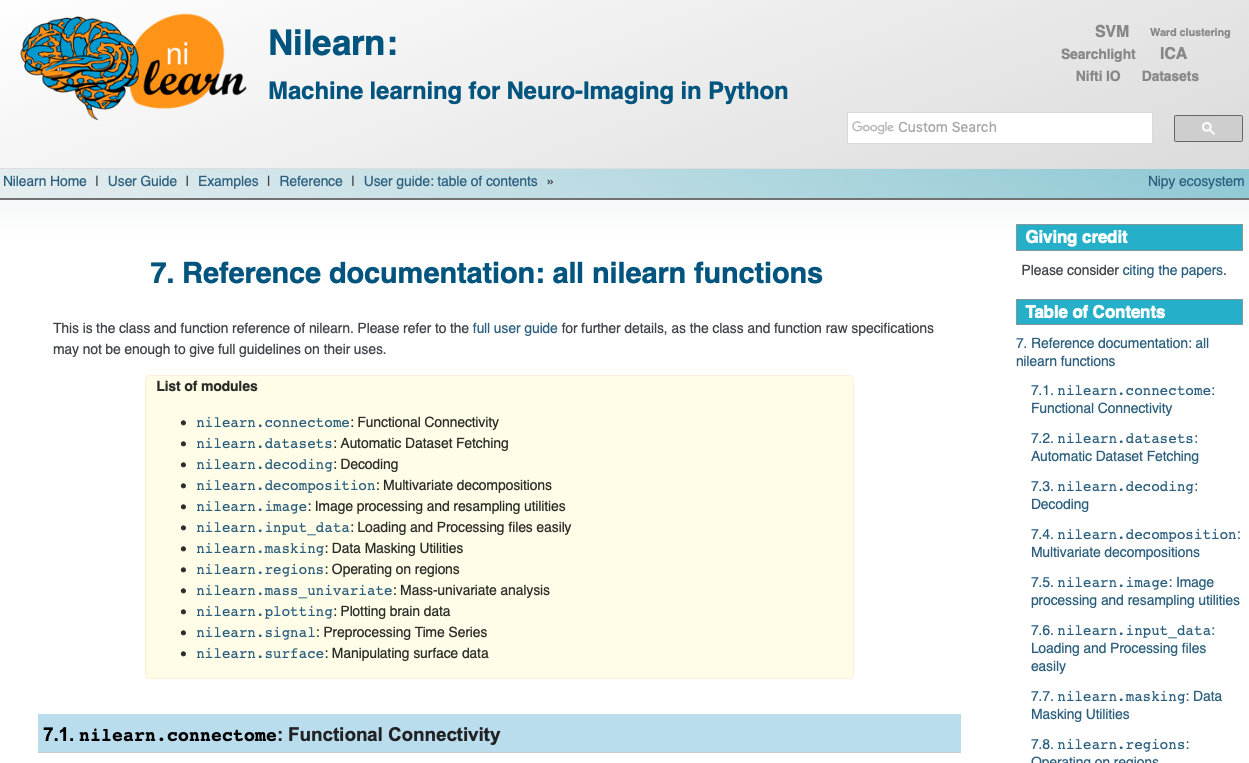 ni
learn
Nilearn:
Machine learning for Neuro-Imaging in Python
SVM Ward clustering
Searchlight ICA
Nifti IO Datasets
Google Custom Search
Nilearn Home | User Guide | Examples | Reference | User guide: table of contents »
Nipy ecosystem
7. Reference documentation: all nilearn functions
This is the class and function reference of nilearn. Please refer to the full user guide for further details, as the class and function raw specifications
may not be enough to give full guidelines on their uses.
List of modules
• nilearn.connectome: Functional Connectivity
• nilearn.datasets: Automatic Dataset Fetching
• nilearn.decoding: Decoding
• nilearn.decomposition: Multivariate decompositions
• nilearn.image: Image processing and resampling utilities
• nilearn.input_data: Loading and Processing files easily
• nilearn.masking: Data Masking Utilities
• nilearn.regions: Operating on regions
• nilearn.mass_univariate: Mass-univariate analysis
• nilearn.plotting: Plotting brain data
• nilearn.signal: Preprocessing Time Series
• nilearn.surface: Manipulating surface data
7.1. nilearn.connectome: Functional Connectivity
Giving credit
Please consider citing the papers.
Table of Contents
7. Reference documentation: all
nilearn functions
7.1. nilearn.connectome:
Functional Connectivity
7.2. nilearn.datasets:
Automatic Dataset Fetching
7.3. nilearn.decoding:
Decoding
7.4. nilearn.decomposition:
Multivariate decompositions
7.5. nilearn.image: Image
processing and resampling utilities
7.6. nilearn.input_data:
Loading and Processing files
easily
7.7. nilearn.masking: Data
Masking Utilities
7.8. nilearn.regions:
Operating on regions